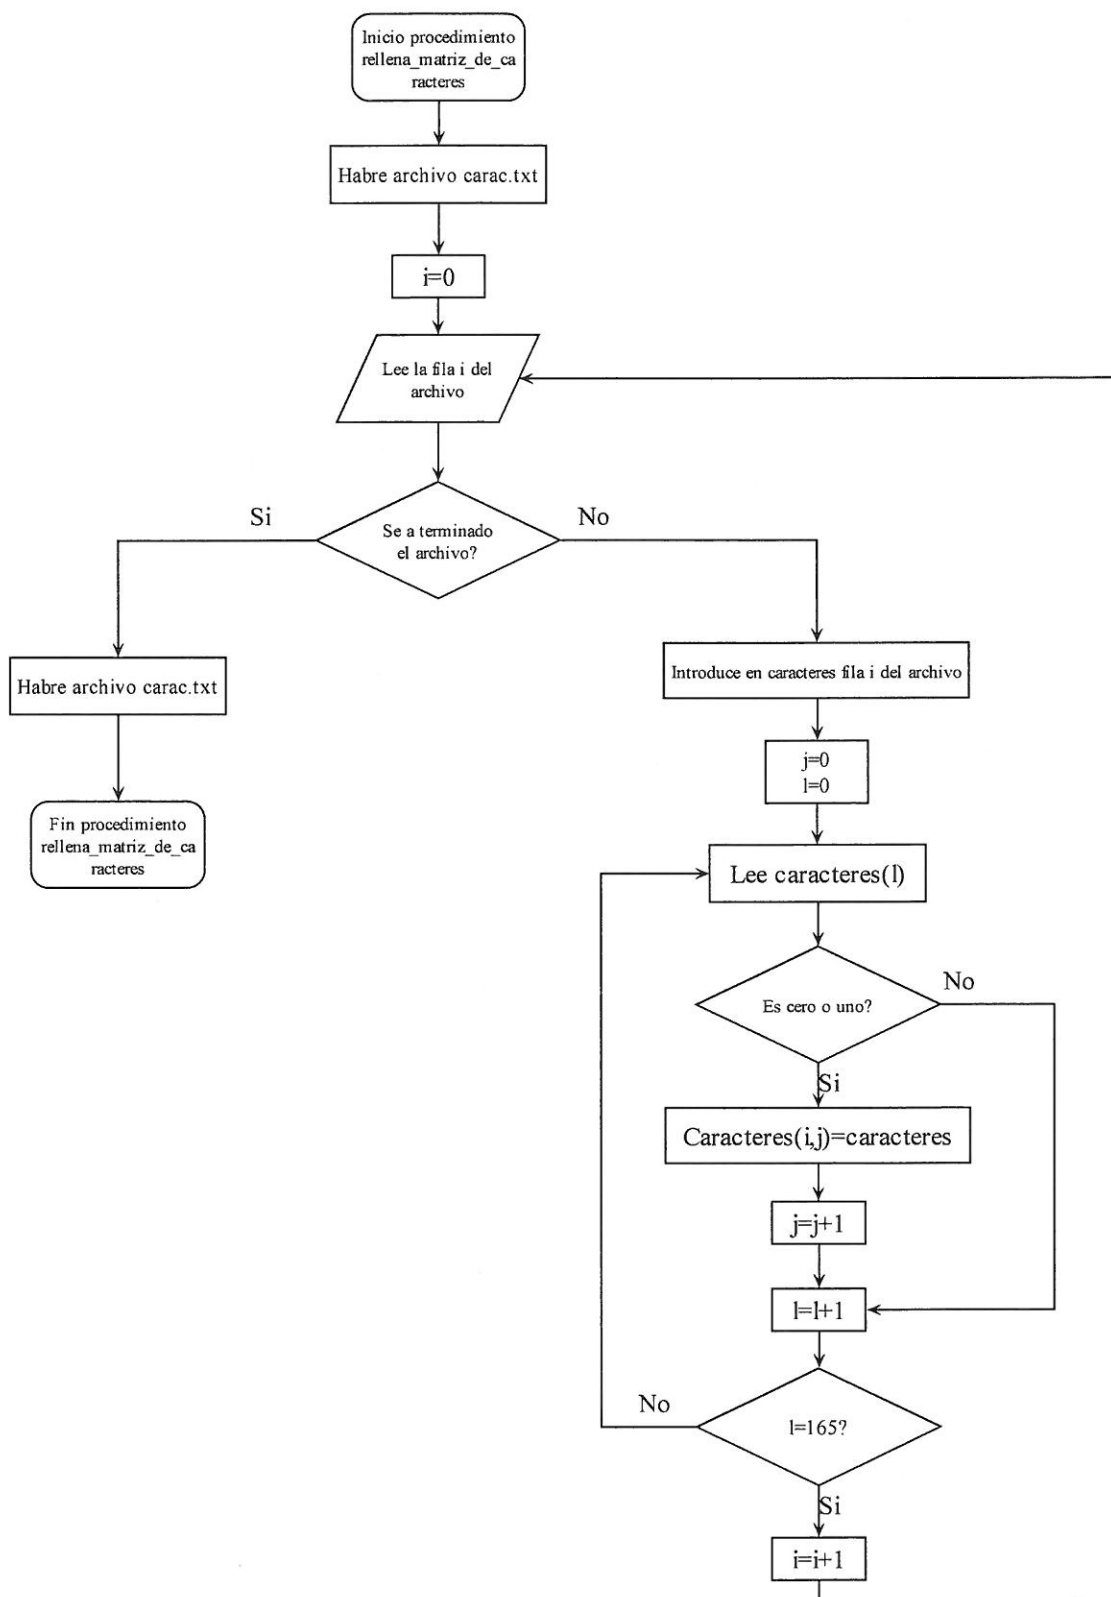 Inicio procedimiento
rellena_matriz_de_ca
racteres
Habre archivo carac.txt
i=0
Lee la fila i del
archivo
Si
No
Se a terminado
el archivo?
Habre archivo carac.txt
Introduce en caracteres fila i del archivo
j=0
l=0
Fin procedimiento
rellena_matriz_de_ca
racteres
Lee caracteres(l)
No
Es cero o uno?
Si
Caracteres(i,j)=caracteres
j=j+1
l=l+1
No
l=165?
Si
i=i+1